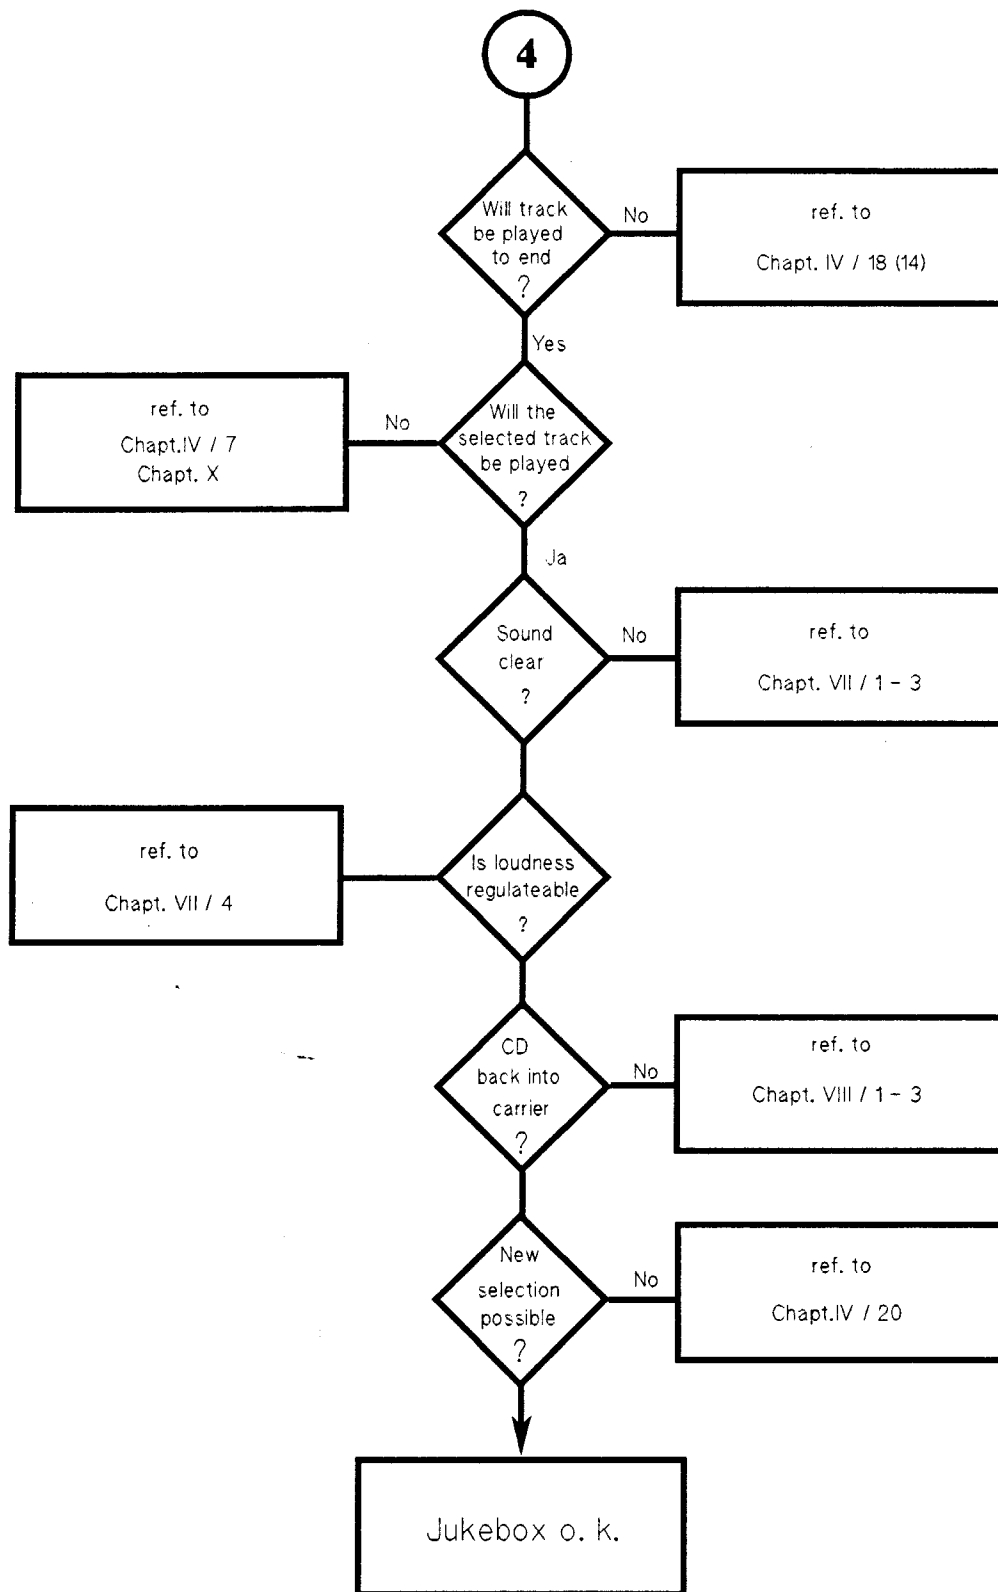 4
Will track
be played
to end
?
No
ref. to
Chapt. IV / 18 (14)
Yes
Will the
selected track
be played
?
No
ref. to
Chapt.IV / 7
Chapt. X
Ja
Sound
clear
?
No
ref. to
Chapt. VII / 1 - 3
Is loudness
regulateable
?
ref. to
Chapt. VII / 4
CD
back into
carrier
?
No
ref. to
Chapt. VIII / 1 - 3
New
selection
possible
?
No
ref. to
Chapt.IV / 20
Jukebox o. k.